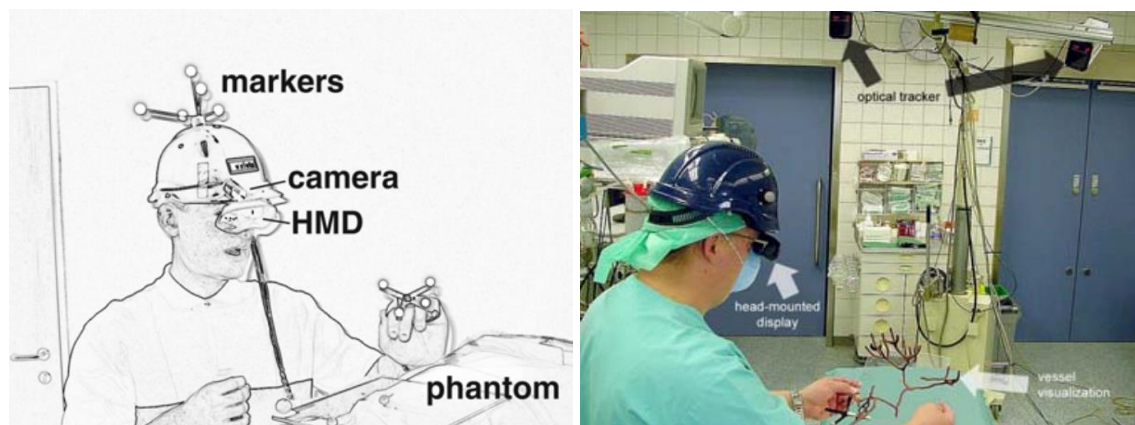 markers
camera
HMD
phantom
optical tracker
head-mounted
display
vessel
visualization